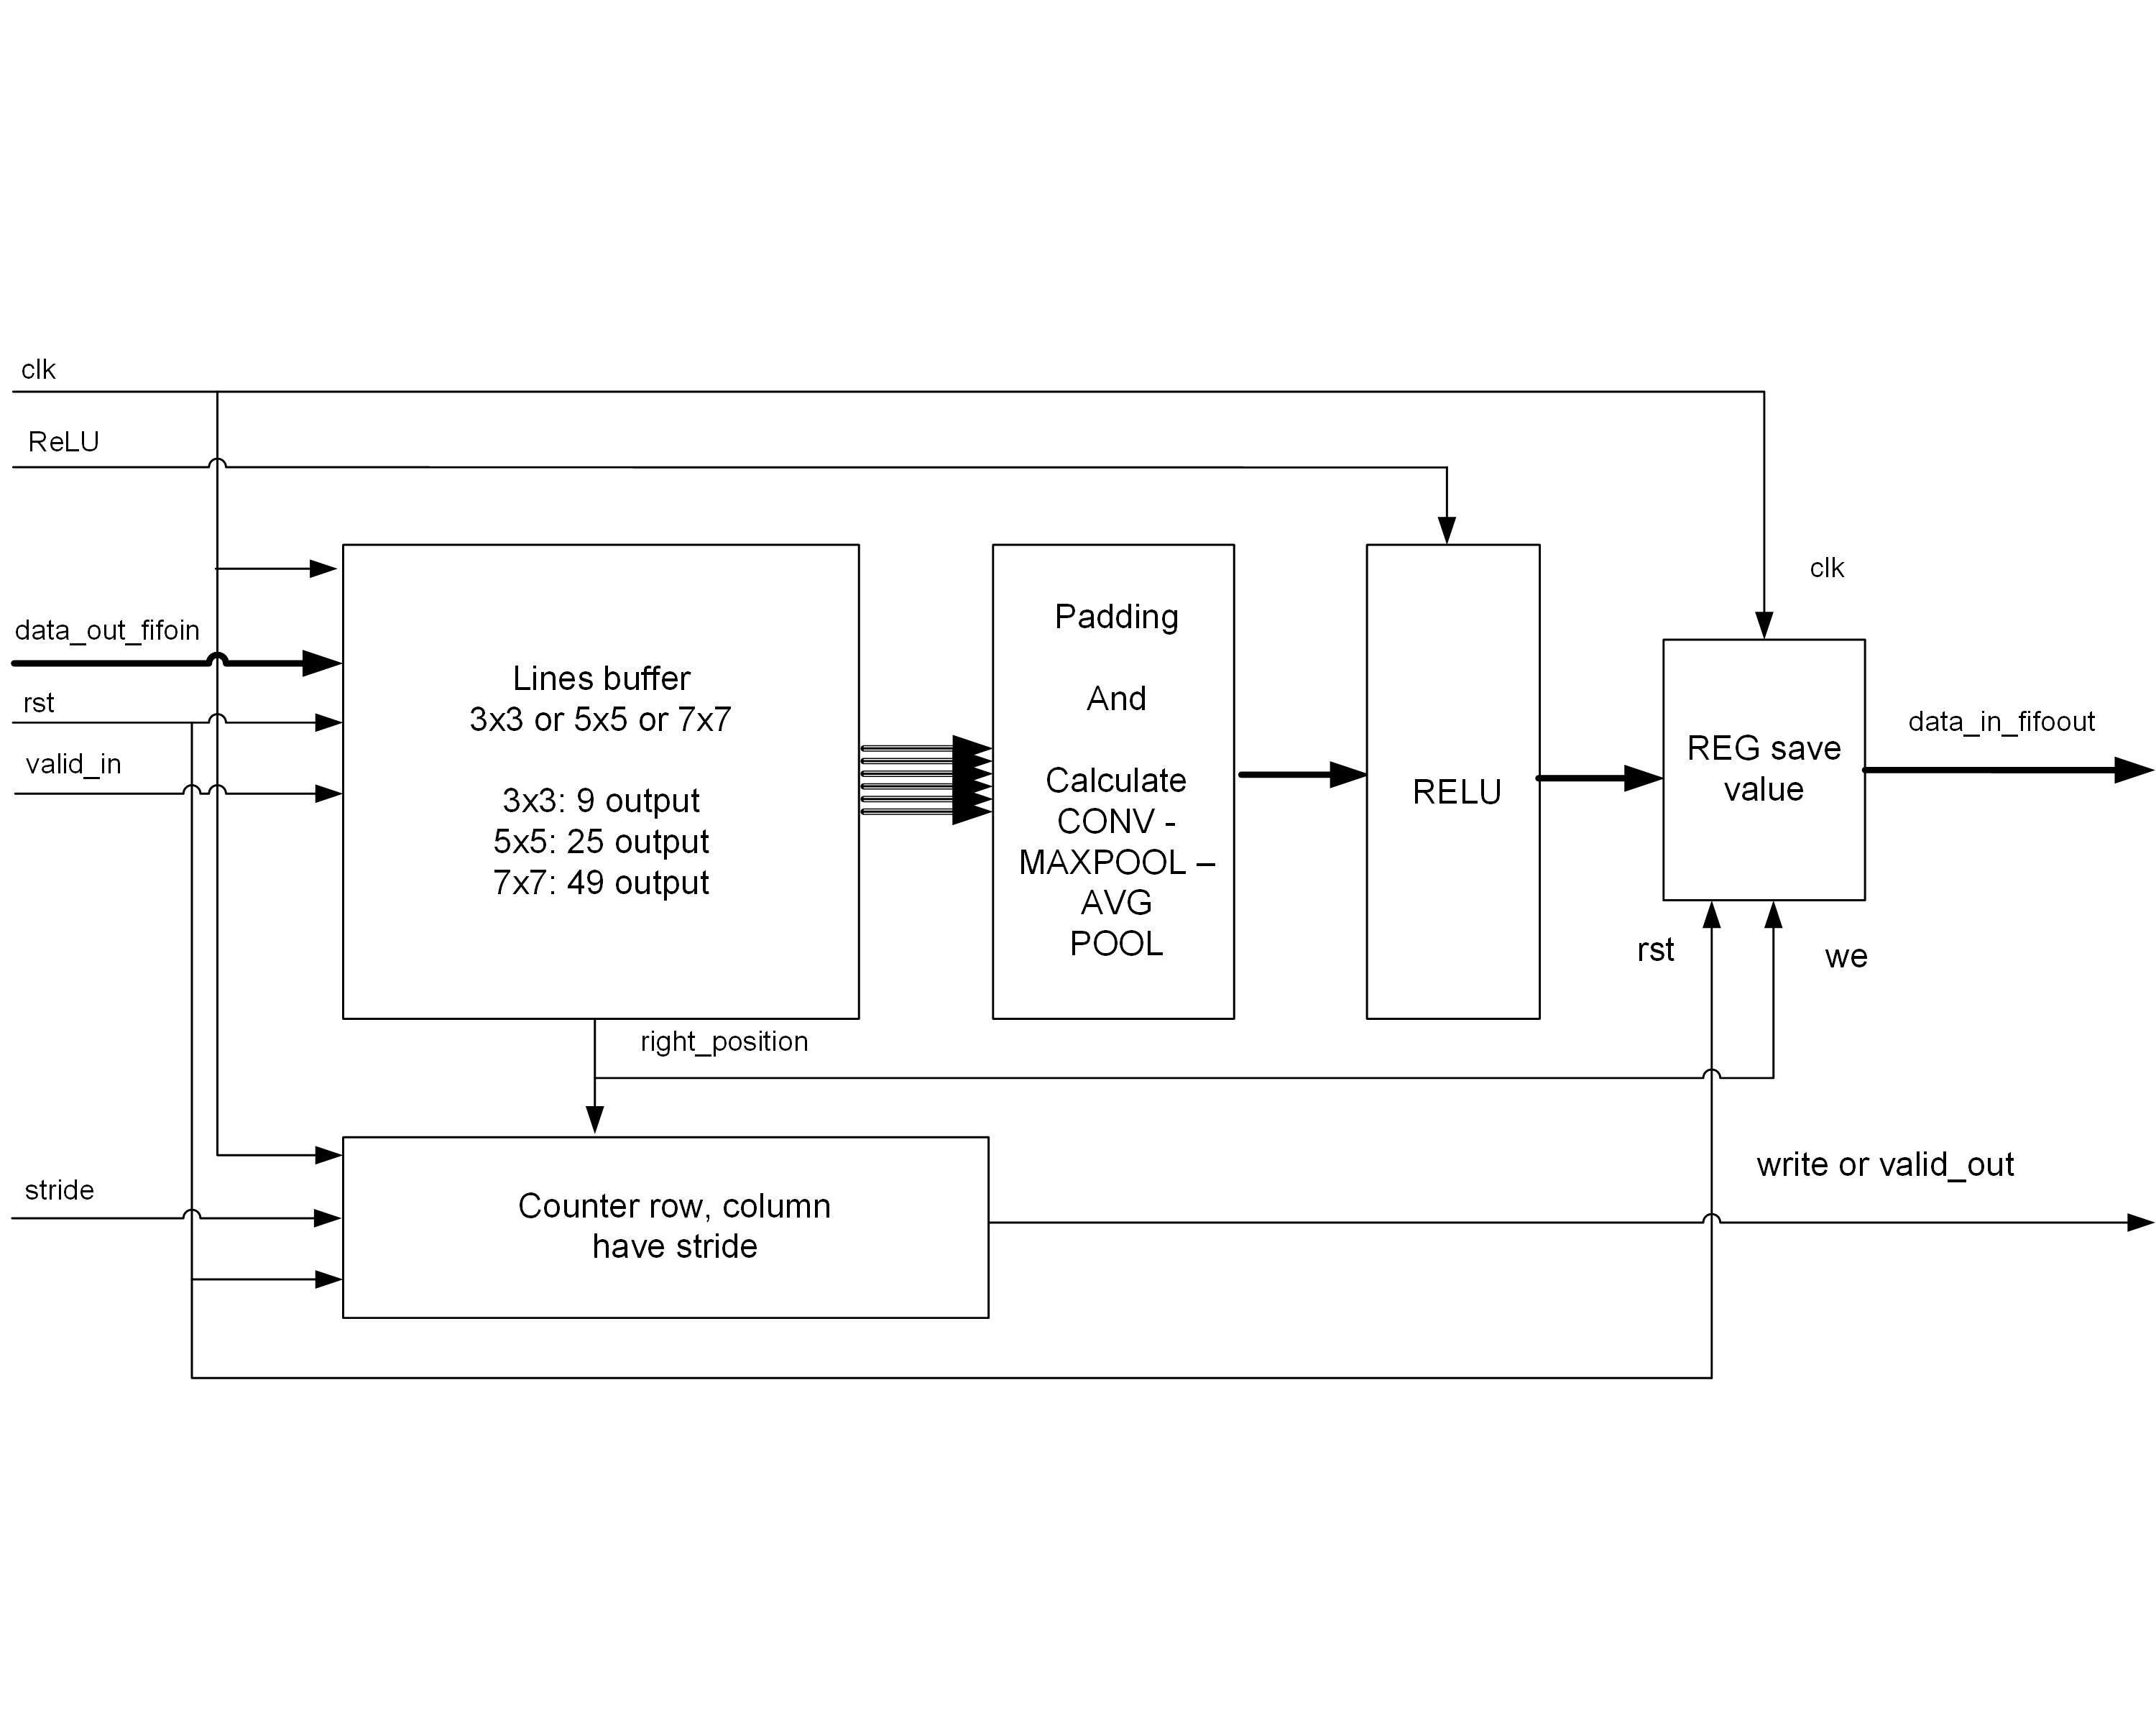 clk
ReLU
clk
data_out_fifoin
rst
valid_in
Lines buffer
3x3 or 5x5 or 7x7
3x3: 9 output
5x5: 25 output
7x7: 49 output
Padding
And
Calculate
CONV -
MAXPOOL –
AVG
POOL
RELU
REG save
value
data_in_fifoout
rst
we
right_position
stride
Counter row, column
have stride
write or valid_out